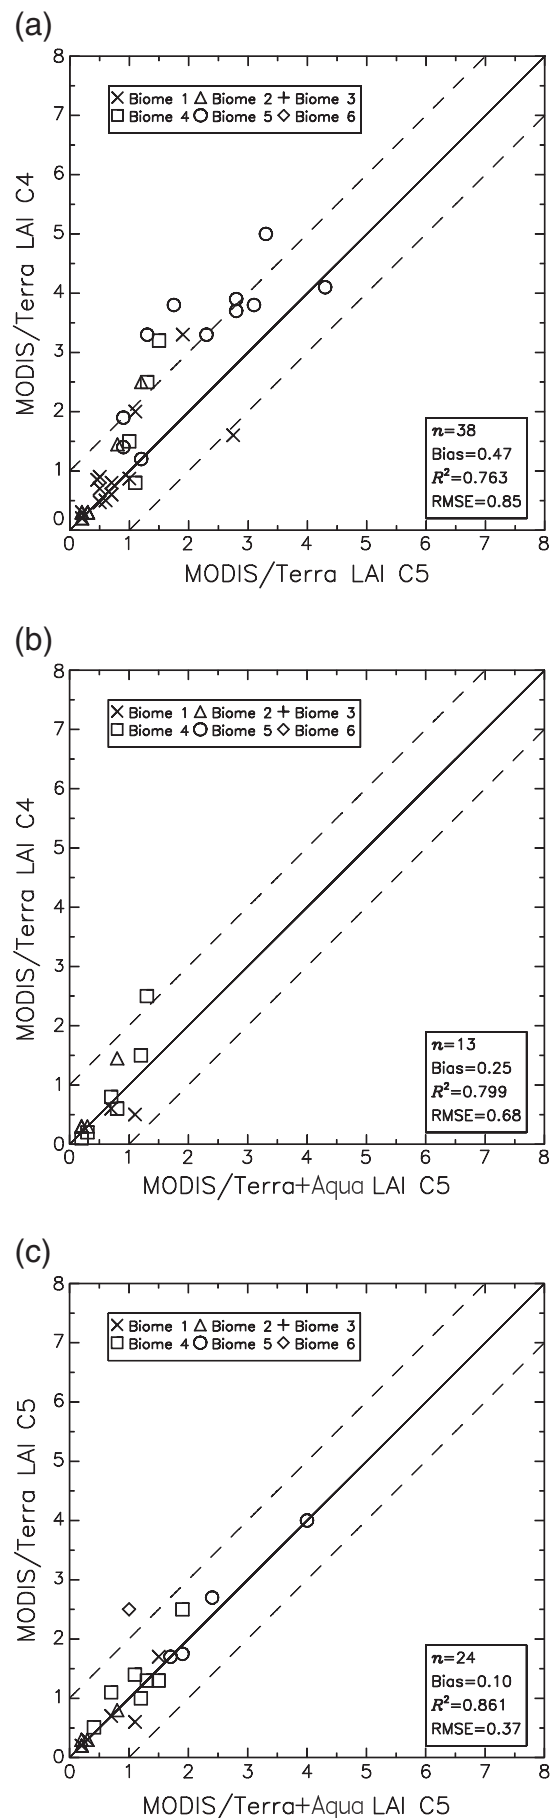 (a)
8
7
6
5
4
3
2
1
0
MODIS/Terra LAI C4
Biome 1 Biome 2 Biome 3
Biome 4 Biome 5 Biome 6
n=38
Bias=0.47
R²=0.763
RMSE=0.85
0 1 2 3 4 5 6 7 8
MODIS/Terra LAI C5
(b)
8
7
6
5
4
3
2
1
0
MODIS/Terra LAI C4
Biome 1 Biome 2 Biome 3
Biome 4 Biome 5 Biome 6
n=13
Bias=0.25
R²=0.799
RMSE=0.68
0 1 2 3 4 5 6 7 8
MODIS/Terra+Aqua LAI C5
(c)
8
7
6
5
4
3
2
1
0
MODIS/Terra LAI C5
Biome 1 Biome 2 Biome 3
Biome 4 Biome 5 Biome 6
n=24
Bias=0.10
R²=0.861
RMSE=0.37
0 1 2 3 4 5 6 7 8
MODIS/Terra+Aqua LAI C5